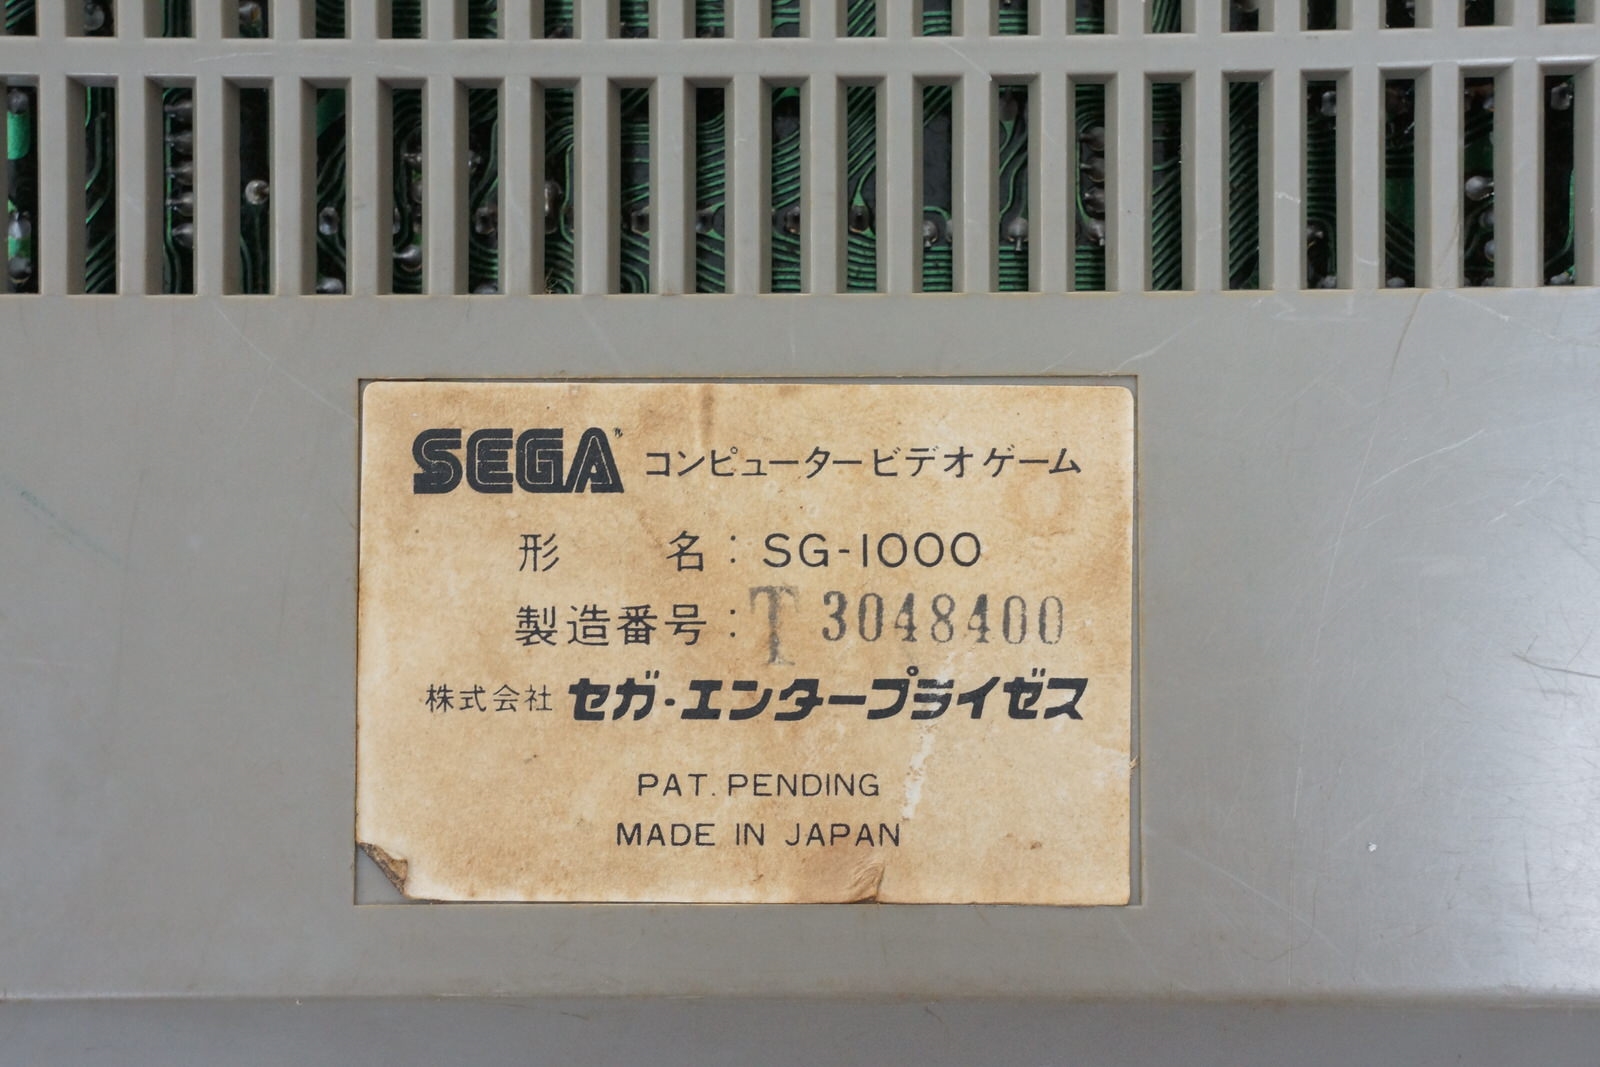 SEGA コンピュータービデオゲーム
形 名：SG-1000
製造番号：T 3048400
株式会社 セガ・エンタープライゼス
PAT. PENDING
MADE IN JAPAN